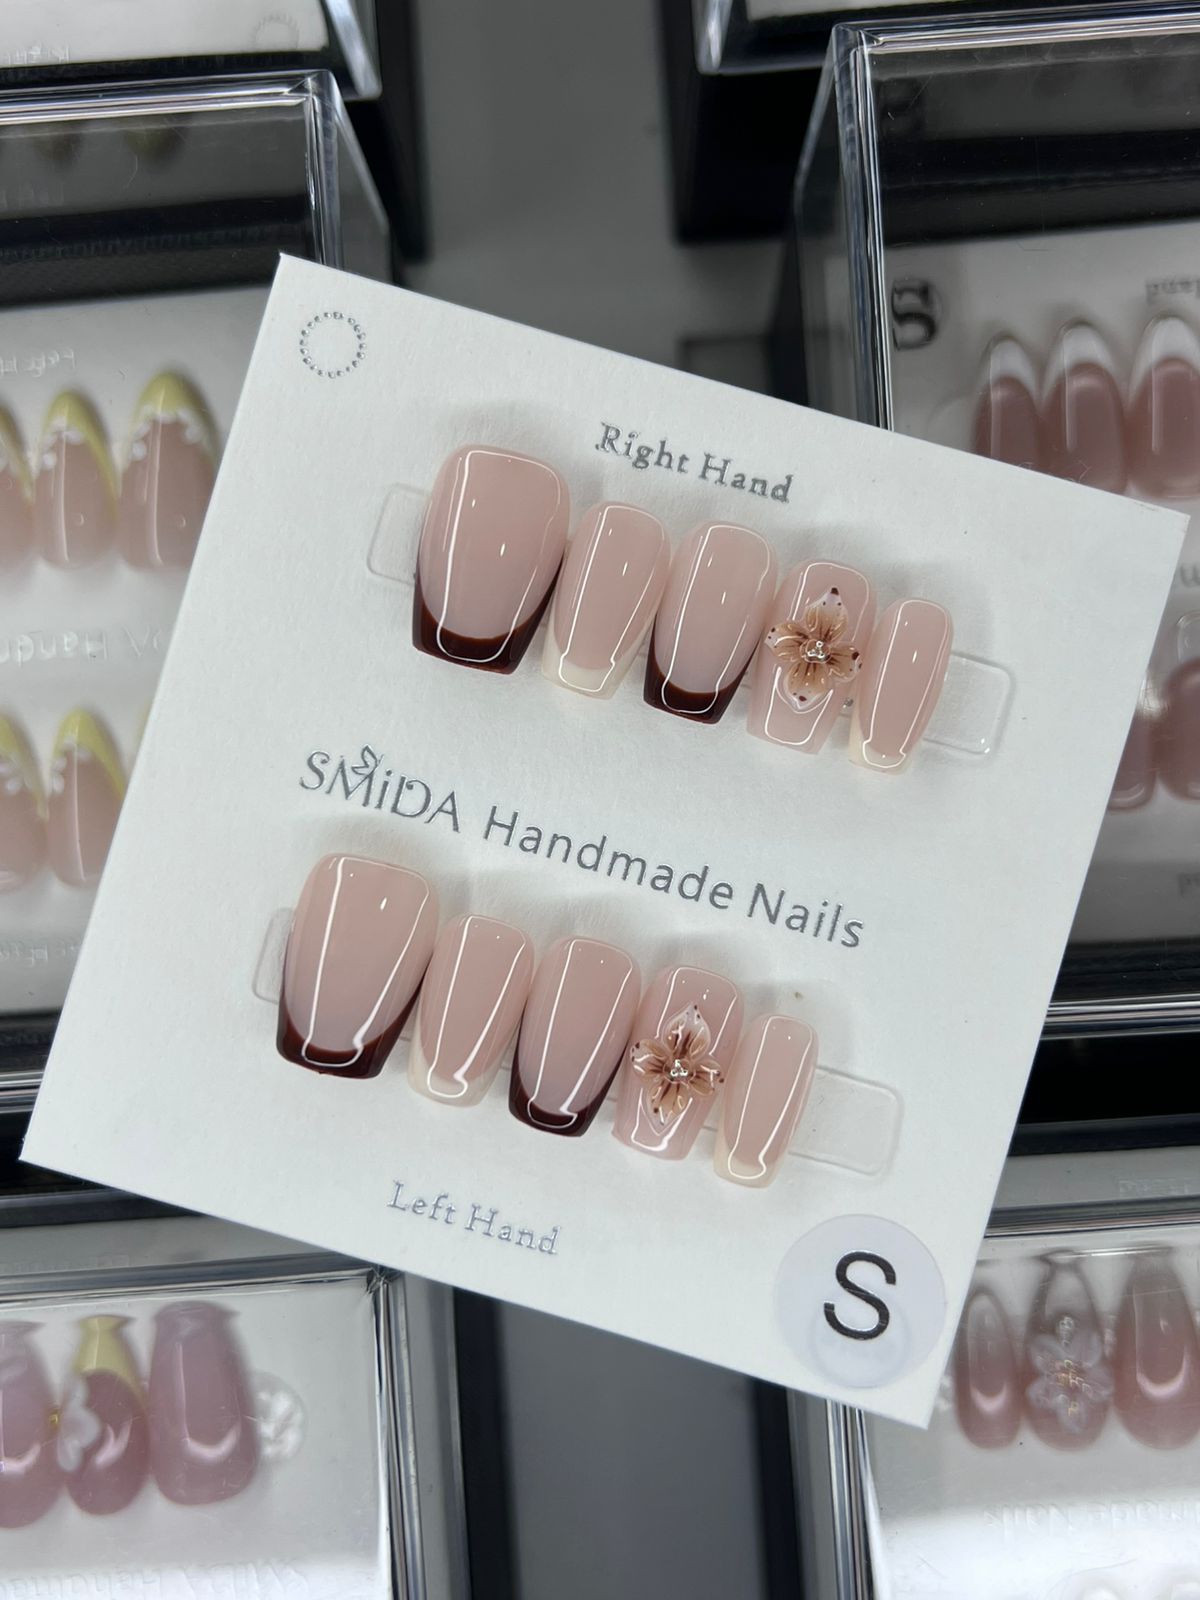 Right Hand
SMiDA Handmade Nails
Left Hand
S
S